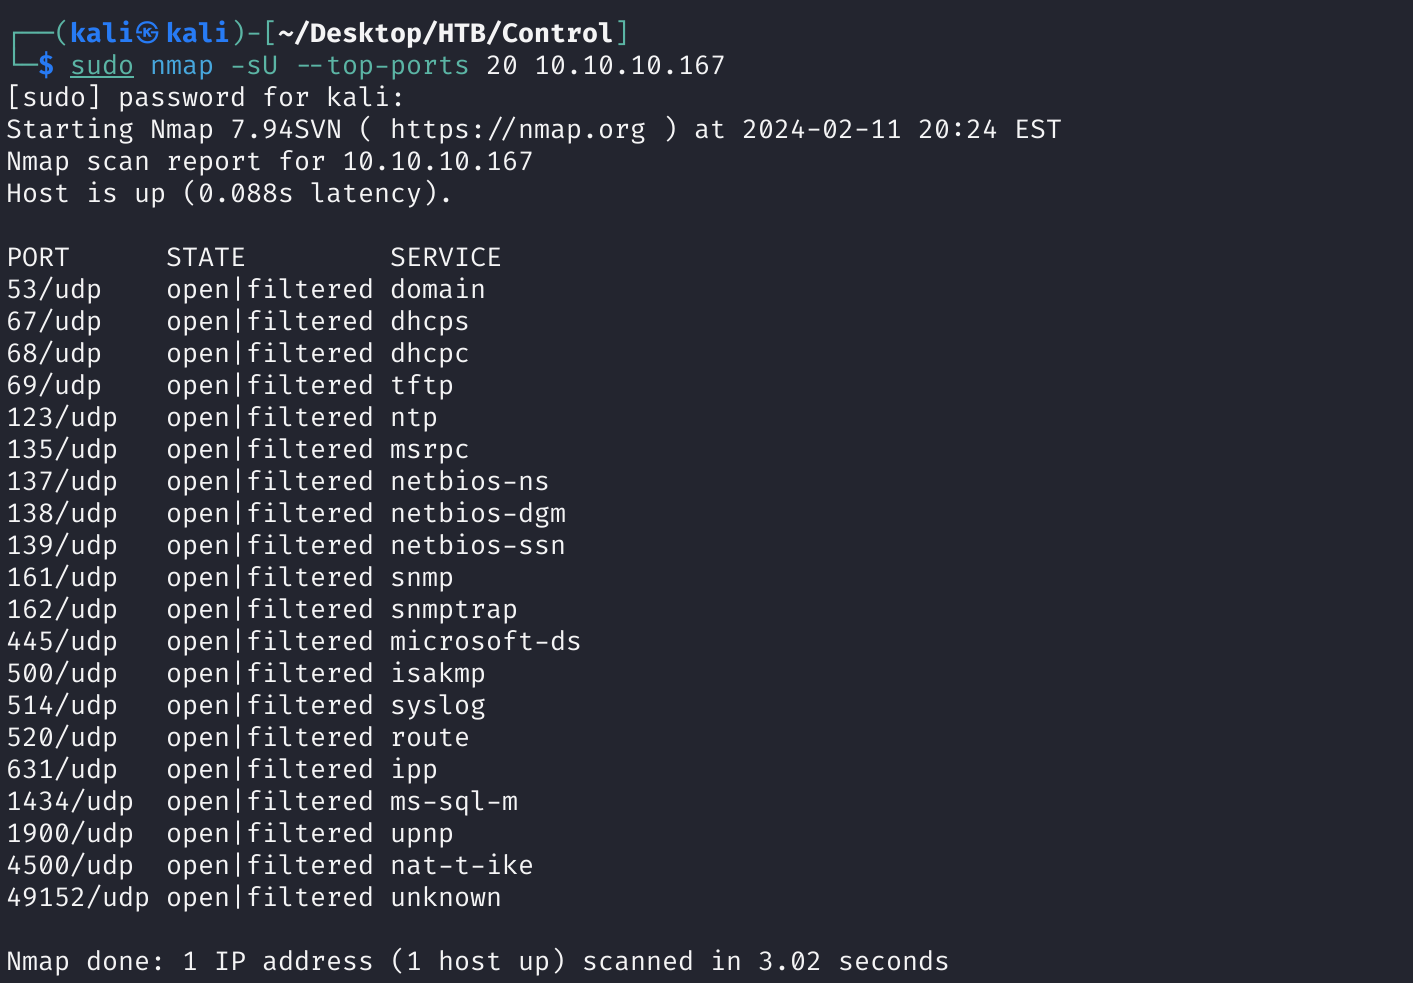 ┌──(kali㉿kali)-[~/Desktop/HTB/Control]
└─$ sudo nmap -sU --top-ports 20 10.10.10.167
[sudo] password for kali:
Starting Nmap 7.94SVN ( https://nmap.org ) at 2024-02-11 20:24 EST
Nmap scan report for 10.10.10.167
Host is up (0.088s latency).

PORT      STATE         SERVICE
53/udp    open|filtered domain
67/udp    open|filtered dhcps
68/udp    open|filtered dhcpc
69/udp    open|filtered tftp
123/udp   open|filtered ntp
135/udp   open|filtered msrpc
137/udp   open|filtered netbios-ns
138/udp   open|filtered netbios-dgm
139/udp   open|filtered netbios-ssn
161/udp   open|filtered snmp
162/udp   open|filtered snmptrap
445/udp   open|filtered microsoft-ds
500/udp   open|filtered isakmp
514/udp   open|filtered syslog
520/udp   open|filtered route
631/udp   open|filtered ipp
1434/udp  open|filtered ms-sql-m
1900/udp  open|filtered upnp
4500/udp  open|filtered nat-t-ike
49152/udp open|filtered unknown

Nmap done: 1 IP address (1 host up) scanned in 3.02 seconds